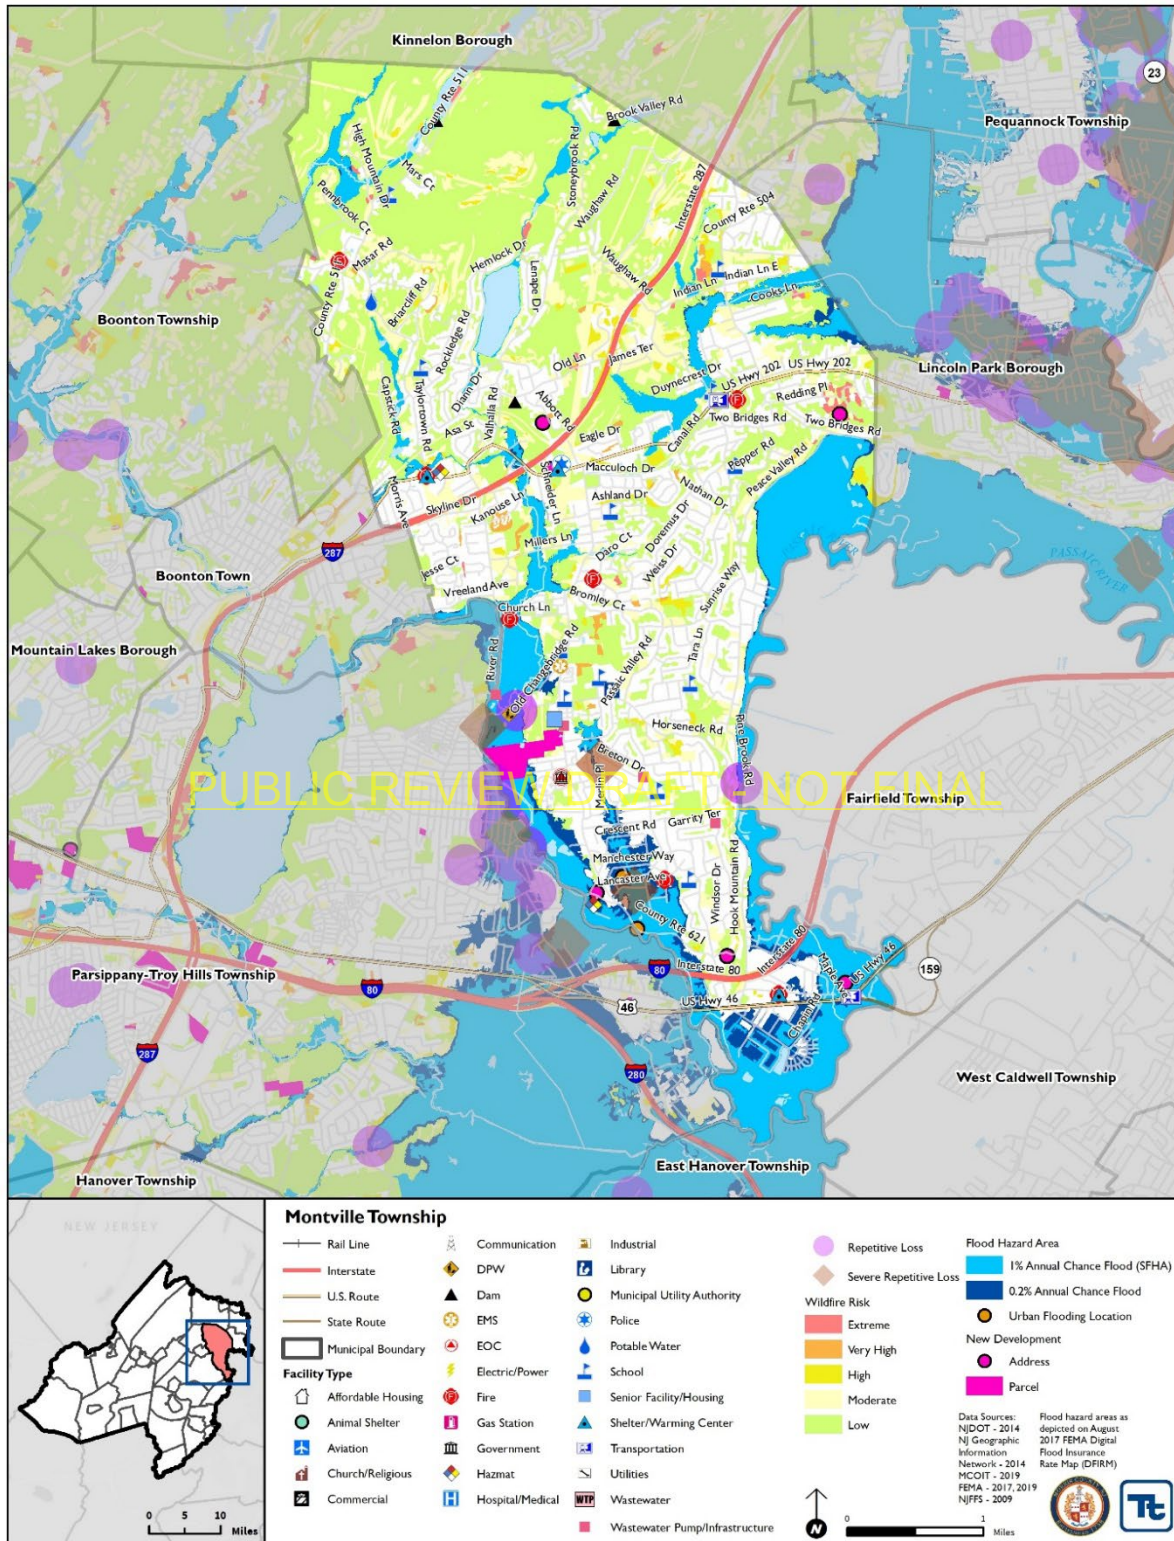 Kinnelon Borough
23
Pequannock Township
County Rte 511
Brook Valley Rd
High Mountain Dr
Mars Ct
Stoneybrook Rd
Pennbrook Ct
Waughaw Rd
Interstate 287
County Rte 504
Masar Rd
Hemlock Dr
Waughaw Rd
Indian Ln E
Indian Ln
Cooks Ln
Lenape Dr
Briarcliff Rd
Boonton Township
Rockledge Rd
James Ter
Old Ln
Lincoln Park Borough
US Hwy 202
US Hwy 202
Duynecrest Dr
Diann Dr
Redding Pl
Capstick Rd
Taylortown Rd
Valhalla Rd
Abbott Rd
Two Bridges Rd
Two Bridges Rd
Asa St
Eagle Dr
Canal Rd
Pepper Rd
Macculoch Dr
Peace Valley Rd
Schneider Ln
Morris Ave
Skyline Dr
Kanouse Ln
Ashland Dr
Nathan Dr
Doremus Dr
Millers Ln
Daro Ct
287
PASSAIC RIVER
PASSAIC RIVER
Jesse Ct
Weiss Dr
Boonton Town
Vreeland Ave
Bromley Ct
Sunrise Way
Church Ln
Mountain Lakes Borough
River Rd
Old Changebridge Rd
Passaic Valley Rd
Tara Ln
Horseneck Rd
Pine Brook Rd
Breton Dr
Merlin Pl
PUBLIC REVIEW DRAFT - NOT FINAL
Fairfield Township
Crescent Rd
Garrity Ter
Manchester Way
Lancaster Ave
Windsor Dr
Hook Mountain Rd
County Rte 621
Interstate 80
Interstate 80
Maple Ave
US Hwy 46
159
Parsippany-Troy Hills Township
80
80
46
US Hwy 46
Chapin Rd
287
280
West Caldwell Township
Hanover Township
East Hanover Township
NEW JERSEY
0 5 10
Miles
Montville Township
Rail Line
Interstate
U.S. Route
State Route
Municipal Boundary
Facility Type
Affordable Housing
Animal Shelter
Aviation
Church/Religious
Commercial
Communication
DPW
Dam
EMS
EOC
Electric/Power
Fire
Gas Station
Government
Hazmat
Hospital/Medical
Industrial
Library
Municipal Utility Authority
Police
Potable Water
School
Senior Facility/Housing
Shelter/Warming Center
Transportation
Utilities
WTP Wastewater
Wastewater Pump/Infrastructure
Repetitive Loss
Severe Repetitive Loss
Wildfire Risk
Extreme
Very High
High
Moderate
Low
Flood Hazard Area
1% Annual Chance Flood (SFHA)
0.2% Annual Chance Flood
Urban Flooding Location
New Development
Address
Parcel
Data Sources:
NJDOT - 2014
NJ Geographic
Information
Network - 2014
MCOIT - 2019
FEMA - 2017, 2019
NJFFS - 2009
Flood hazard areas as
depicted on August
2017 FEMA Digital
Flood Insurance
Rate Map (DFIRM)
N
0 1
Miles
Tt